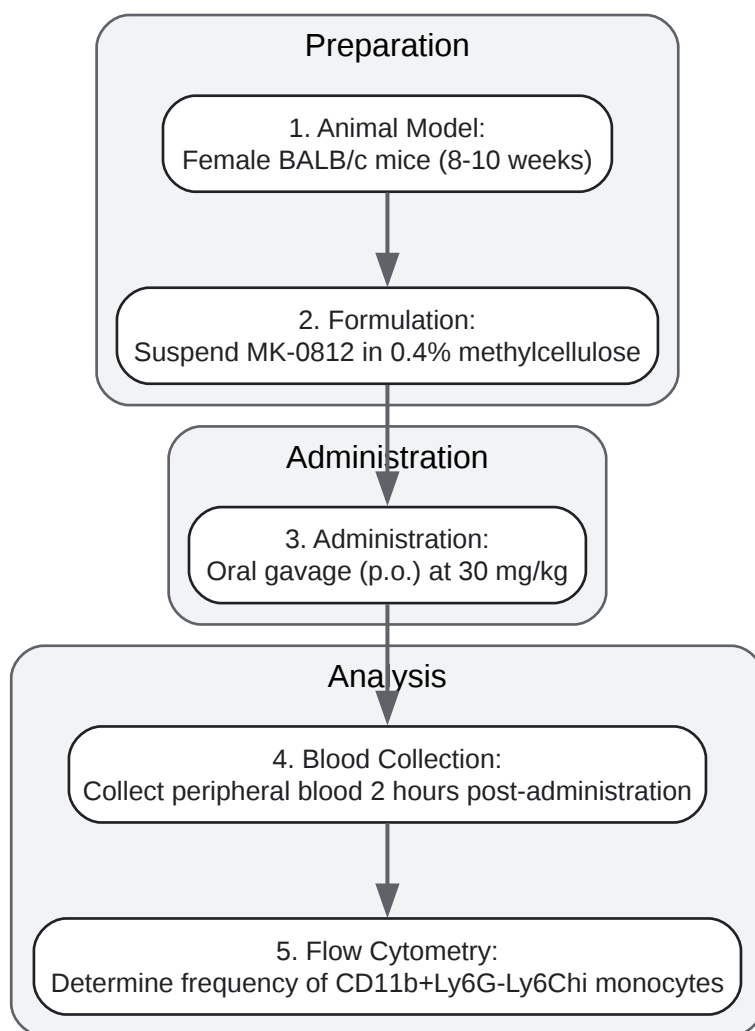 Preparation
1. Animal Model:
Female BALB/c mice (8-10 weeks)
2. Formulation:
Suspend MK-0812 in 0.4% methylcellulose
Administration
3. Administration:
Oral gavage (p.o.) at 30 mg/kg
Analysis
4. Blood Collection:
Collect peripheral blood 2 hours post-administration
5. Flow Cytometry:
Determine frequency of CD11b+Ly6G-Ly6Chi monocytes